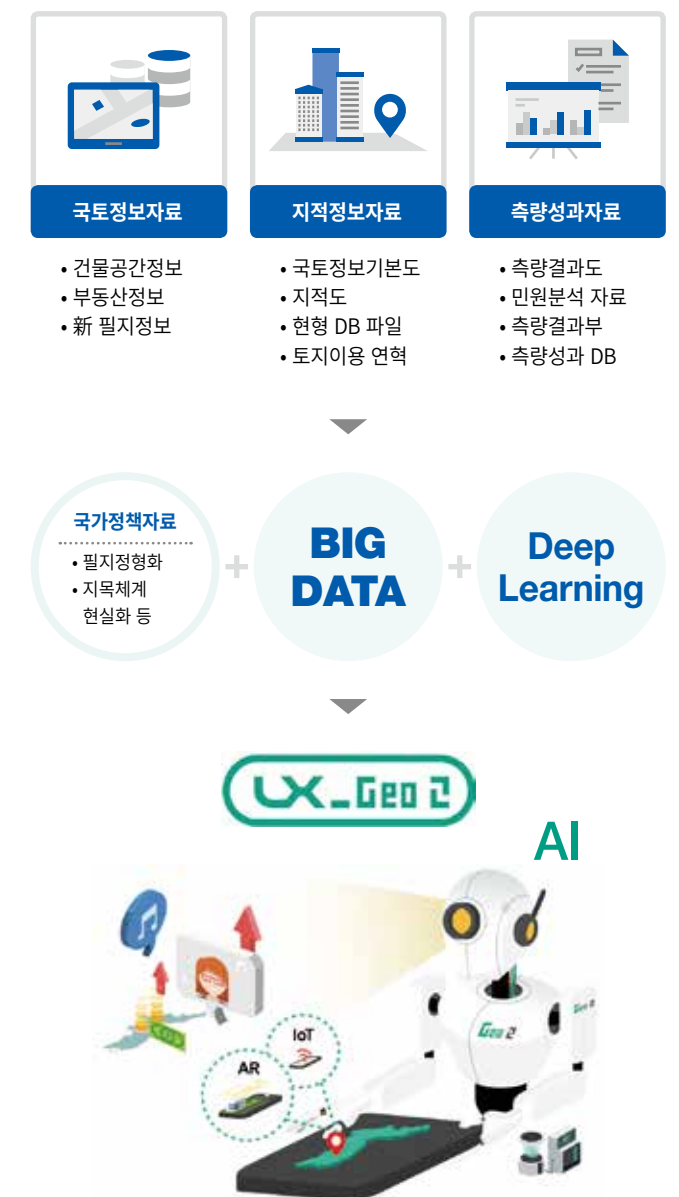 국토정보자료
• 건물공간정보
• 부동산정보
• 新 필지정보
지적정보자료
• 국토정보기본도
• 지적도
• 현형 DB 파일
• 토지이용 연혁
측량성과자료
• 측량결과도
• 민원분석 자료
• 측량결과부
• 측량성과 DB
국가정책자료
• 필지정형화
• 지목체계
현실화 등
+
BIG
DATA
+
Deep
Learning
LX_Geo 2
AI
IoT
AR
Geo 2
Geo 2